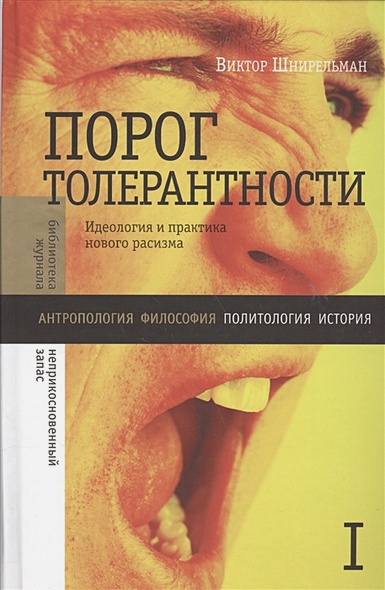 Виктор Шнирельман
ПОРОГ
ТОЛЕРАНТНОСТИ
Идеология и практика
нового расизма
библиотека
журнала
АНТРОПОЛОГИЯ ФИЛОСОФИЯ ПОЛИТОЛОГИЯ ИСТОРИЯ
неприкосновенный
запас
I